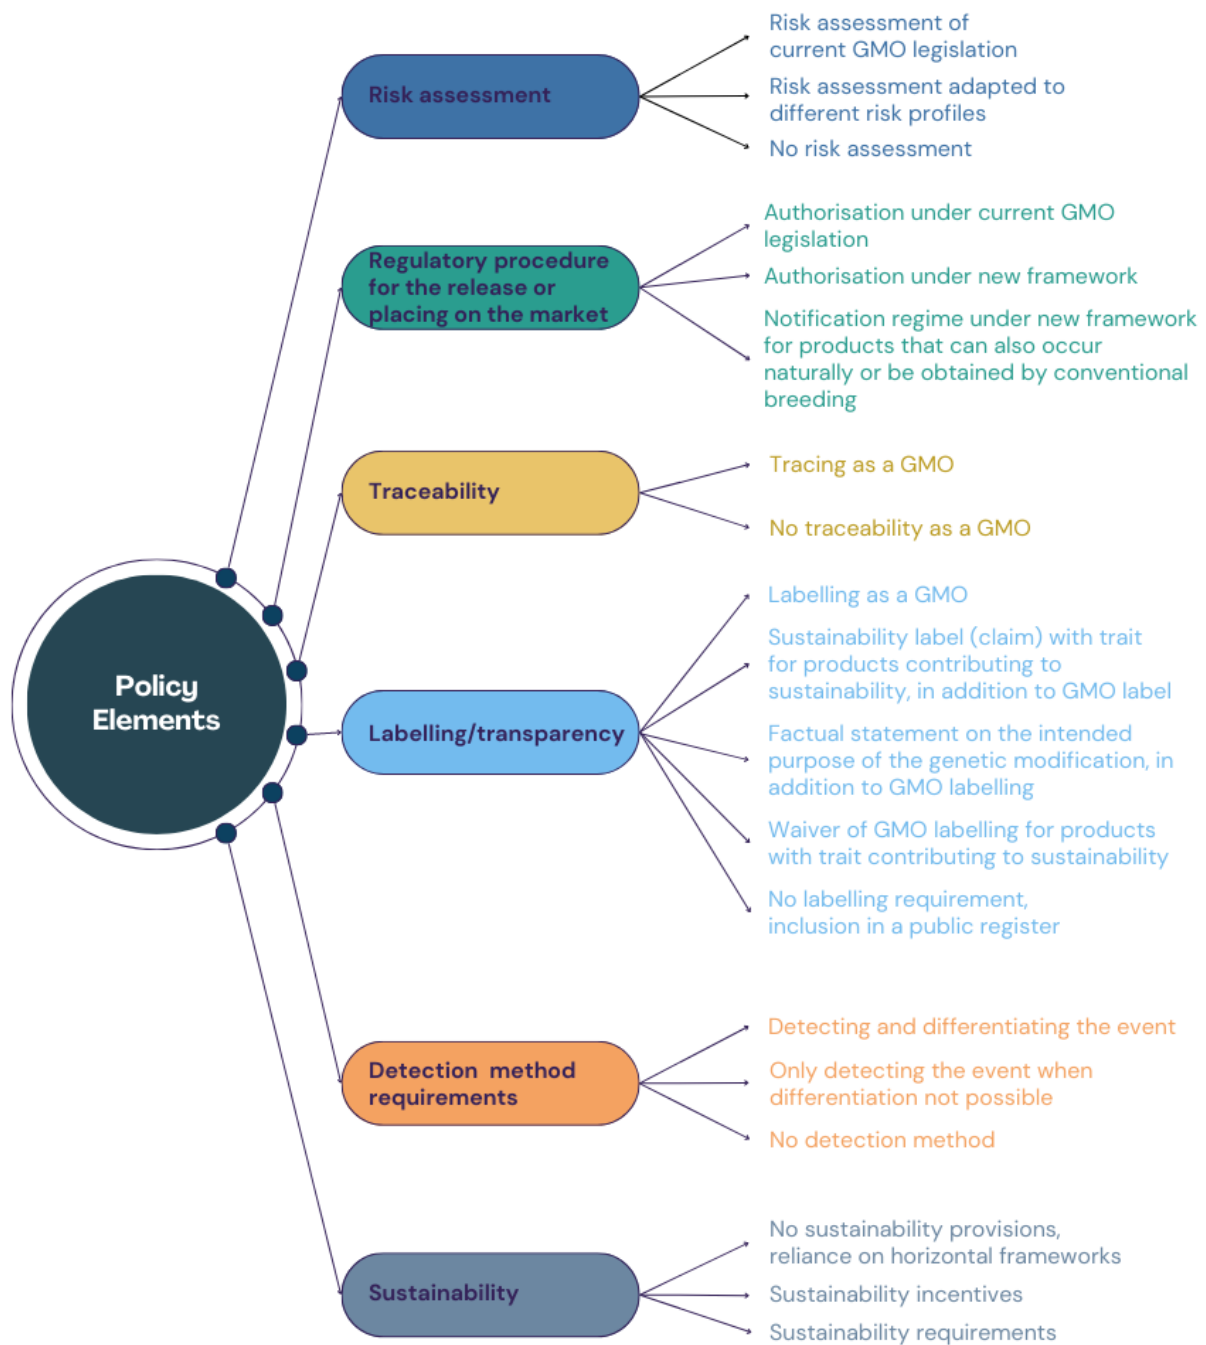 Policy
Elements
Risk assessment
Risk assessment of
current GMO legislation
Risk assessment adapted to
different risk profiles
No risk assessment
Regulatory procedure
for the release or
placing on the market
Authorisation under current GMO
legislation
Authorisation under new framework
Notification regime under new framework
for products that can also occur
naturally or be obtained by conventional
breeding
Traceability
Tracing as a GMO
No traceability as a GMO
Labelling/transparency
Labelling as a GMO
Sustainability label (claim) with trait
for products contributing to
sustainability, in addition to GMO label
Factual statement on the intended
purpose of the genetic modification, in
addition to GMO labelling
Waiver of GMO labelling for products
with trait contributing to sustainability
No labelling requirement,
inclusion in a public register
Detection method
requirements
Detecting and differentiating the event
Only detecting the event when
differentiation not possible
No detection method
Sustainability
No sustainability provisions,
reliance on horizontal frameworks
Sustainability incentives
Sustainability requirements